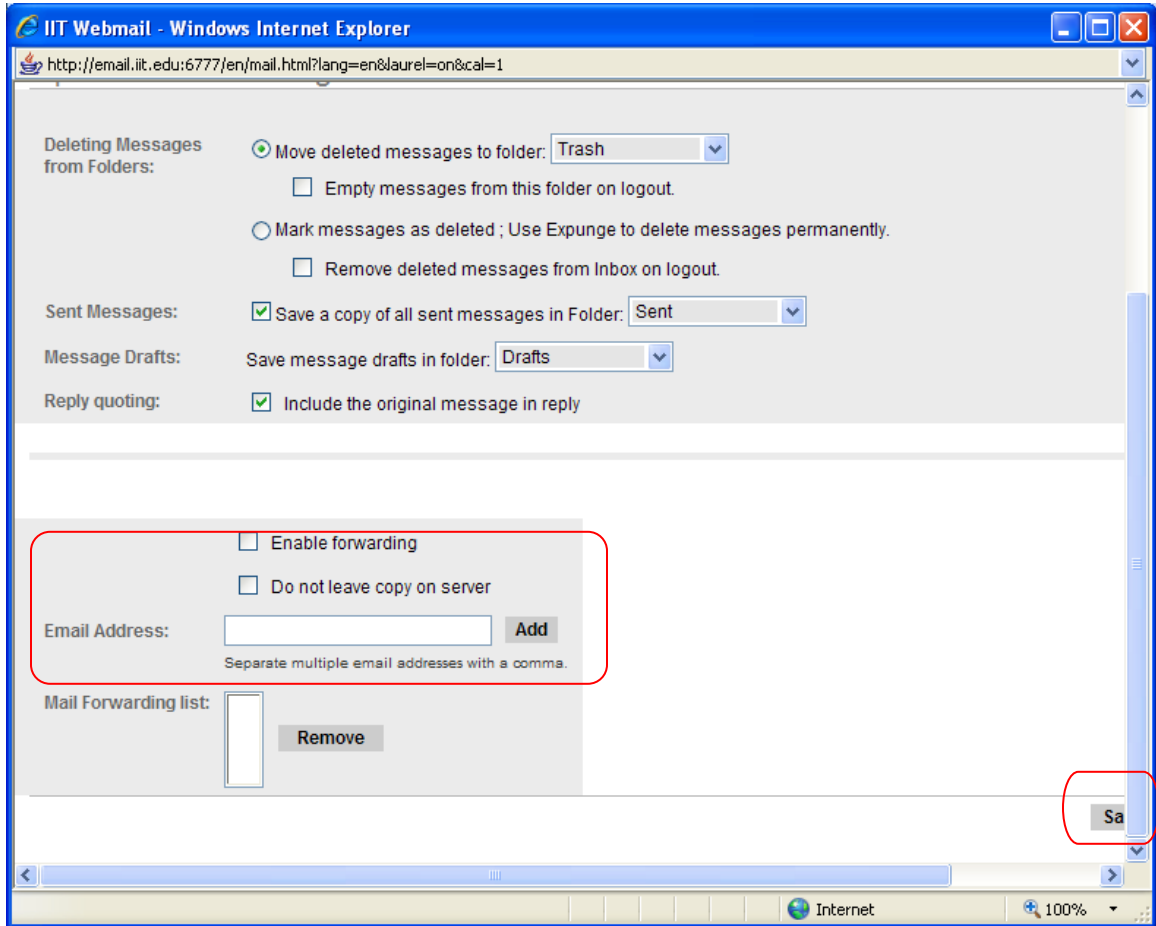 IIT Webmail - Windows Internet Explorer
http://email.iit.edu:6777/en/mail.html?lang=en&laurel=on&cal=1
Deleting Messages
from Folders:
Move deleted messages to folder: Trash
Empty messages from this folder on logout.
Mark messages as deleted ; Use Expunge to delete messages permanently.
Remove deleted messages from Inbox on logout.
Sent Messages: Save a copy of all sent messages in Folder: Sent
Message Drafts: Save message drafts in folder: Drafts
Reply quoting: Include the original message in reply
Enable forwarding
Do not leave copy on server
Email Address: Add
Separate multiple email addresses with a comma.
Mail Forwarding list: Remove
Sa
Internet 100%